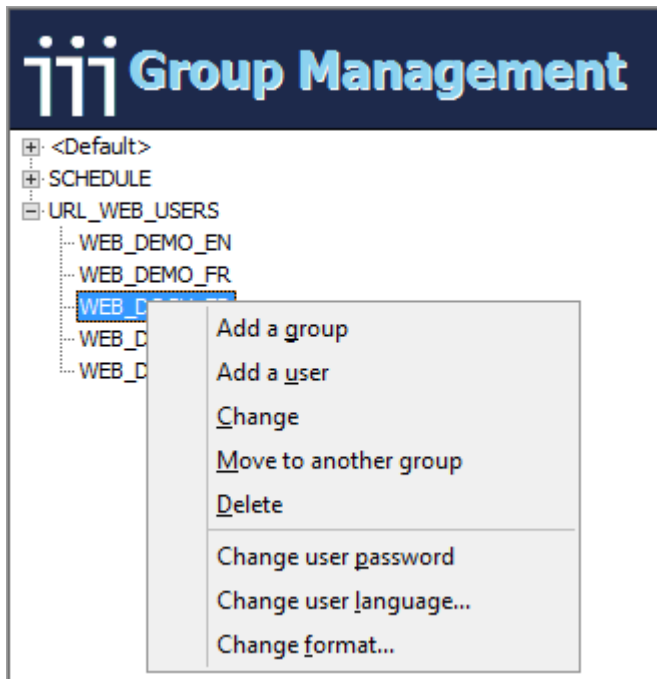 Group Management
<Default>
SCHEDULE
URL_WEB_USERS
WEB_DEMO_EN
WEB_DEMO_FR
Add a group
Add a user
Change
Move to another group
Delete
Change user password
Change user language...
Change format...